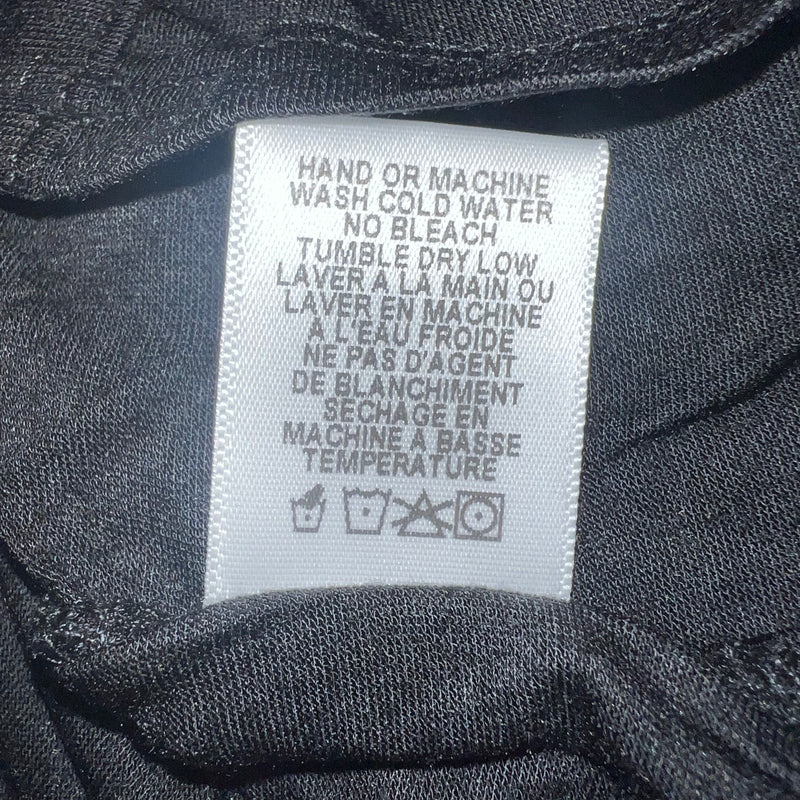 HAND OR MACHINE
WASH COLD WATER
NO BLEACH
TUMBLE DRY LOW
LAVER A LA MAIN OU
LAVER EN MACHINE
A L'EAU FROIDE
NE PAS D'AGENT
DE BLANCHIMENT
SECHAGE EN
MACHINE A BASSE
TEMPERATURE